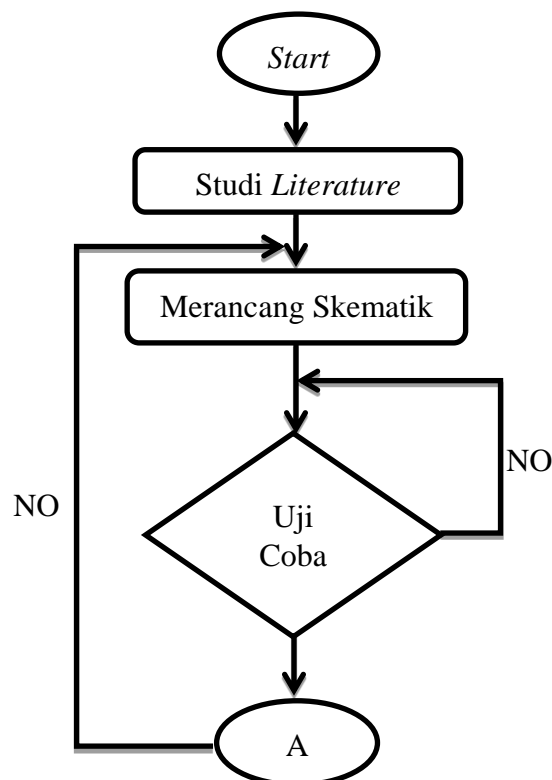 Start
Studi Literature
Merancang Skematik
NO
Uji
Coba
NO
A